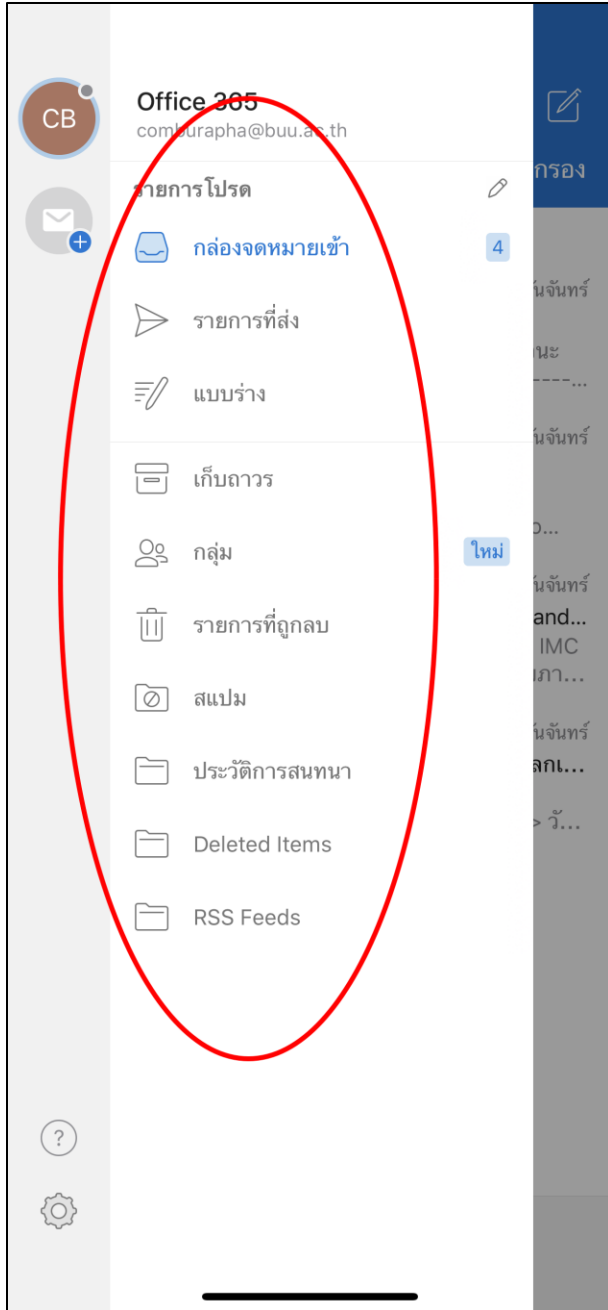 CB
Office 365
comburapha@buu.ac.th
กรอง
รายการโปรด
กล่องจดหมายเข้า 4
รายการที่ส่ง
แบบร่าง
เก็บถาวร
กลุ่ม ใหม่
and...
IMC
รายการที่ถูกลบ
สแปม
ประวัติการสนทนา
Deleted Items
RSS Feeds
?